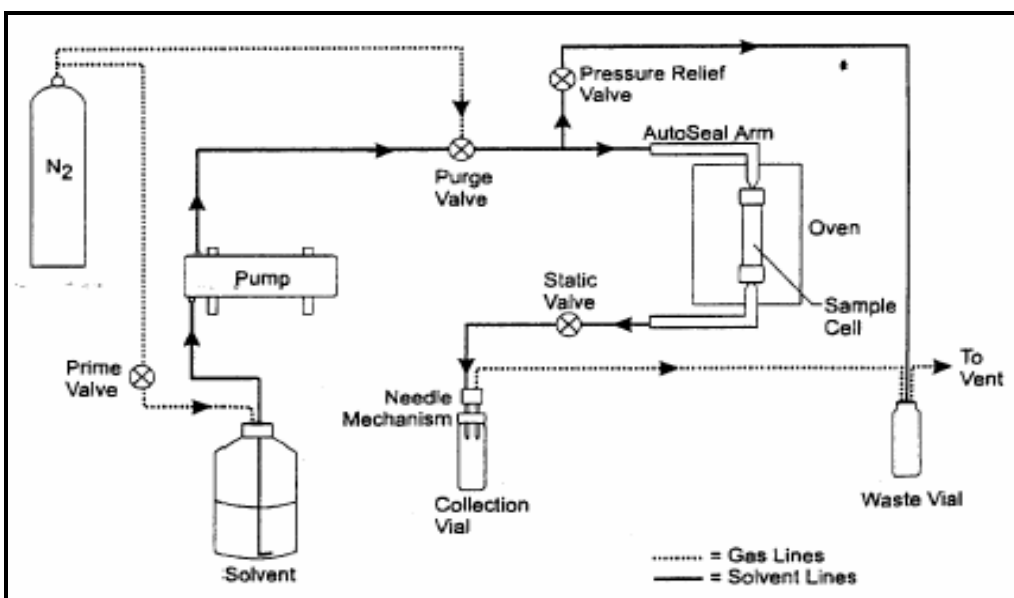 N2
Pressure Relief
Valve
AutoSeal Arm
Purge
Valve
Oven
Pump
Static
Valve
Sample
Cell
Prime
Valve
To
Vent
Needle
Mechanism
Collection
Vial
Waste Vial
Solvent
= Gas Lines
= Solvent Lines